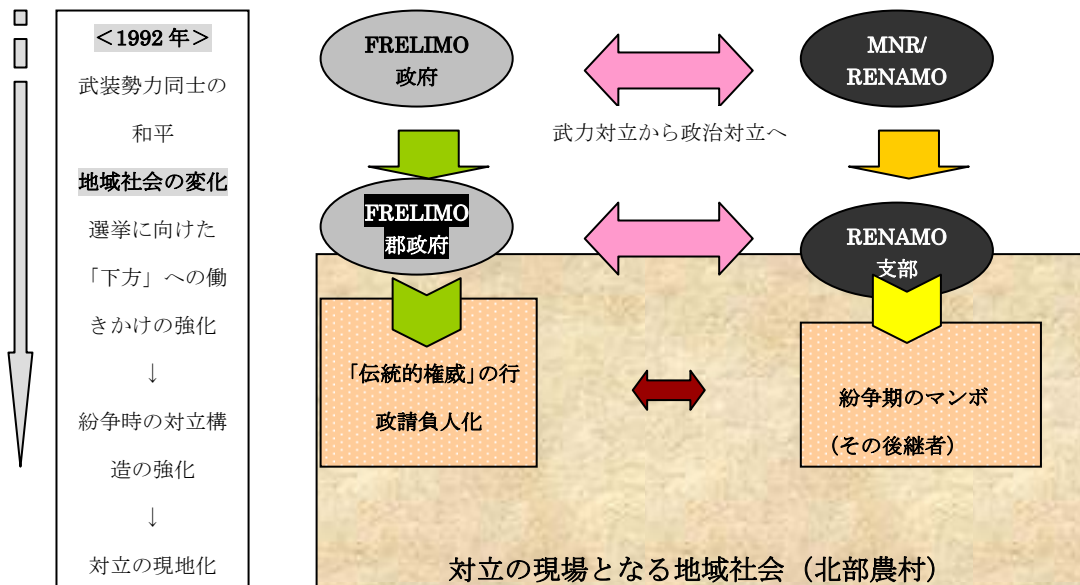 ＜1992 年＞
武装勢力同士の
和平
地域社会の変化
選挙に向けた
「下方」への働
きかけの強化
↓
紛争時の対立構
造の強化
↓
対立の現地化
FRELIMO
政府
MNR/
RENAMO
武力対立から政治対立へ
FRELIMO
郡政府
RENAMO
支部
「伝統的権威」の行
政請負人化
紛争期のマンボ
（その後継者）
対立の現場となる地域社会（北部農村）